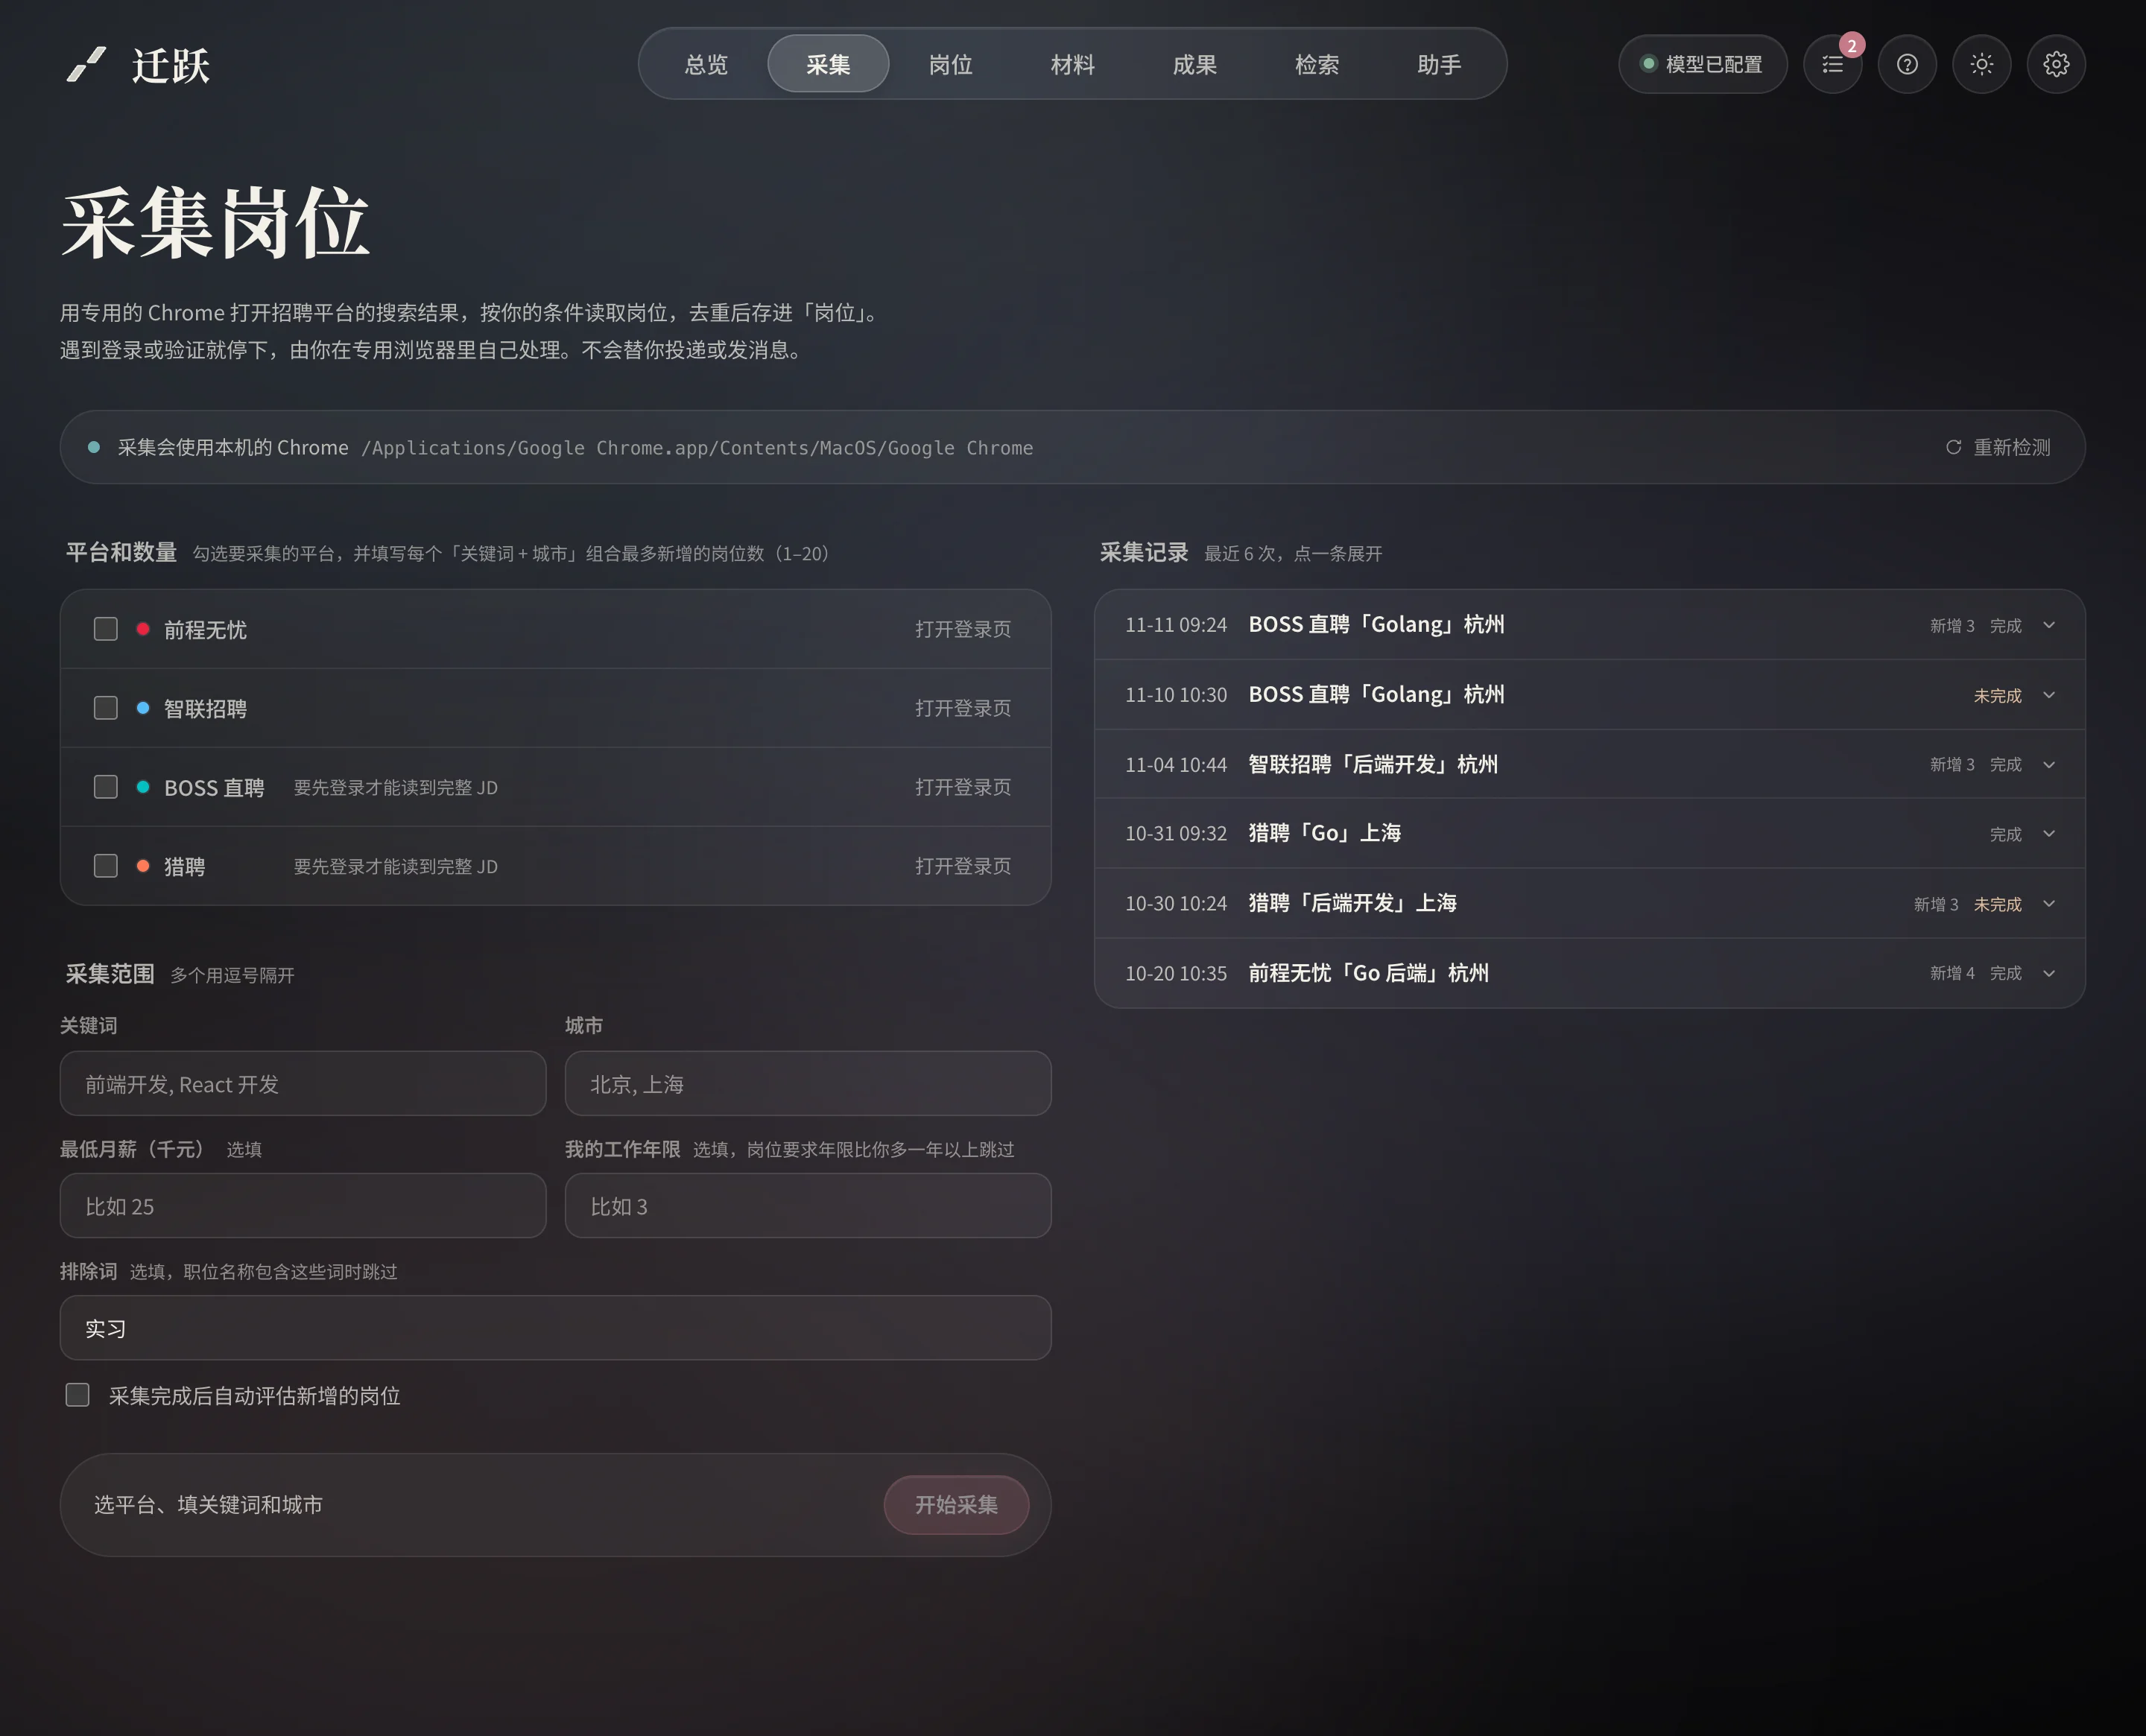 迁跃
总览 采集 岗位 材料 成果 检索 助手
模型已配置 2
采集岗位
用专用的 Chrome 打开招聘平台的搜索结果，按你的条件读取岗位，去重后存进「岗位」。
遇到登录或验证就停下，由你在专用浏览器里自己处理。不会替你投递或发消息。
采集会使用本机的 Chrome /Applications/Google Chrome.app/Contents/MacOS/Google Chrome 重新检测
平台和数量 勾选要采集的平台，并填写每个「关键词 + 城市」组合最多新增的岗位数（1–20）
前程无忧 打开登录页
智联招聘 打开登录页
BOSS 直聘 要先登录才能读到完整 JD 打开登录页
猎聘 要先登录才能读到完整 JD 打开登录页
采集范围 多个用逗号隔开
关键词 城市
前端开发, React 开发 北京, 上海
最低月薪（千元） 选填 我的工作年限 选填，岗位要求年限比你多一年以上跳过
比如 25 比如 3
排除词 选填，职位名称包含这些词时跳过
实习
采集完成后自动评估新增的岗位
选平台、填关键词和城市 开始采集
采集记录 最近 6 次，点一条展开
11-11 09:24 BOSS 直聘「Golang」杭州 新增 3 完成
11-10 10:30 BOSS 直聘「Golang」杭州 未完成
11-04 10:44 智联招聘「后端开发」杭州 新增 3 完成
10-31 09:32 猎聘「Go」上海 完成
10-30 10:24 猎聘「后端开发」上海 新增 3 未完成
10-20 10:35 前程无忧「Go 后端」杭州 新增 4 完成